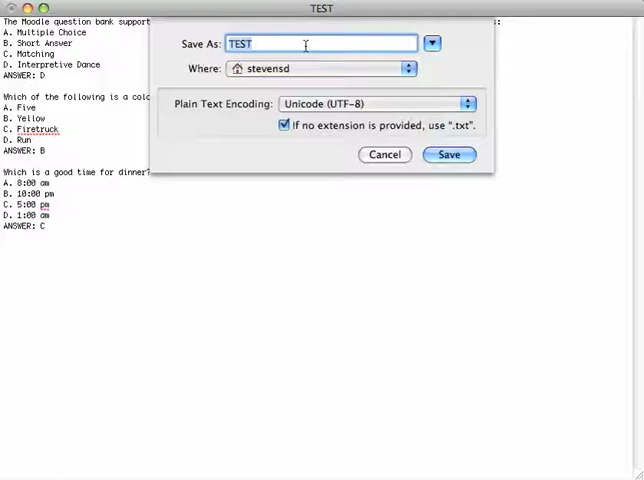 TEST
The Moodle question bank support s:
A. Multiple Choice
B. Short Answer
C. Matching
D. Interpretive Dance
ANSWER: D
Save As: TEST
Where: stevensd
Plain Text Encoding: Unicode (UTF-8)
If no extension is provided, use ".txt".
Cancel Save
Which of the following is a colo
A. Five
B. Yellow
C. Firetruck
D. Run
ANSWER: B
Which is a good time for dinner?
A. 8:00 am
B. 10:00 pm
C. 5:00 pm
D. 1:00 am
ANSWER: C